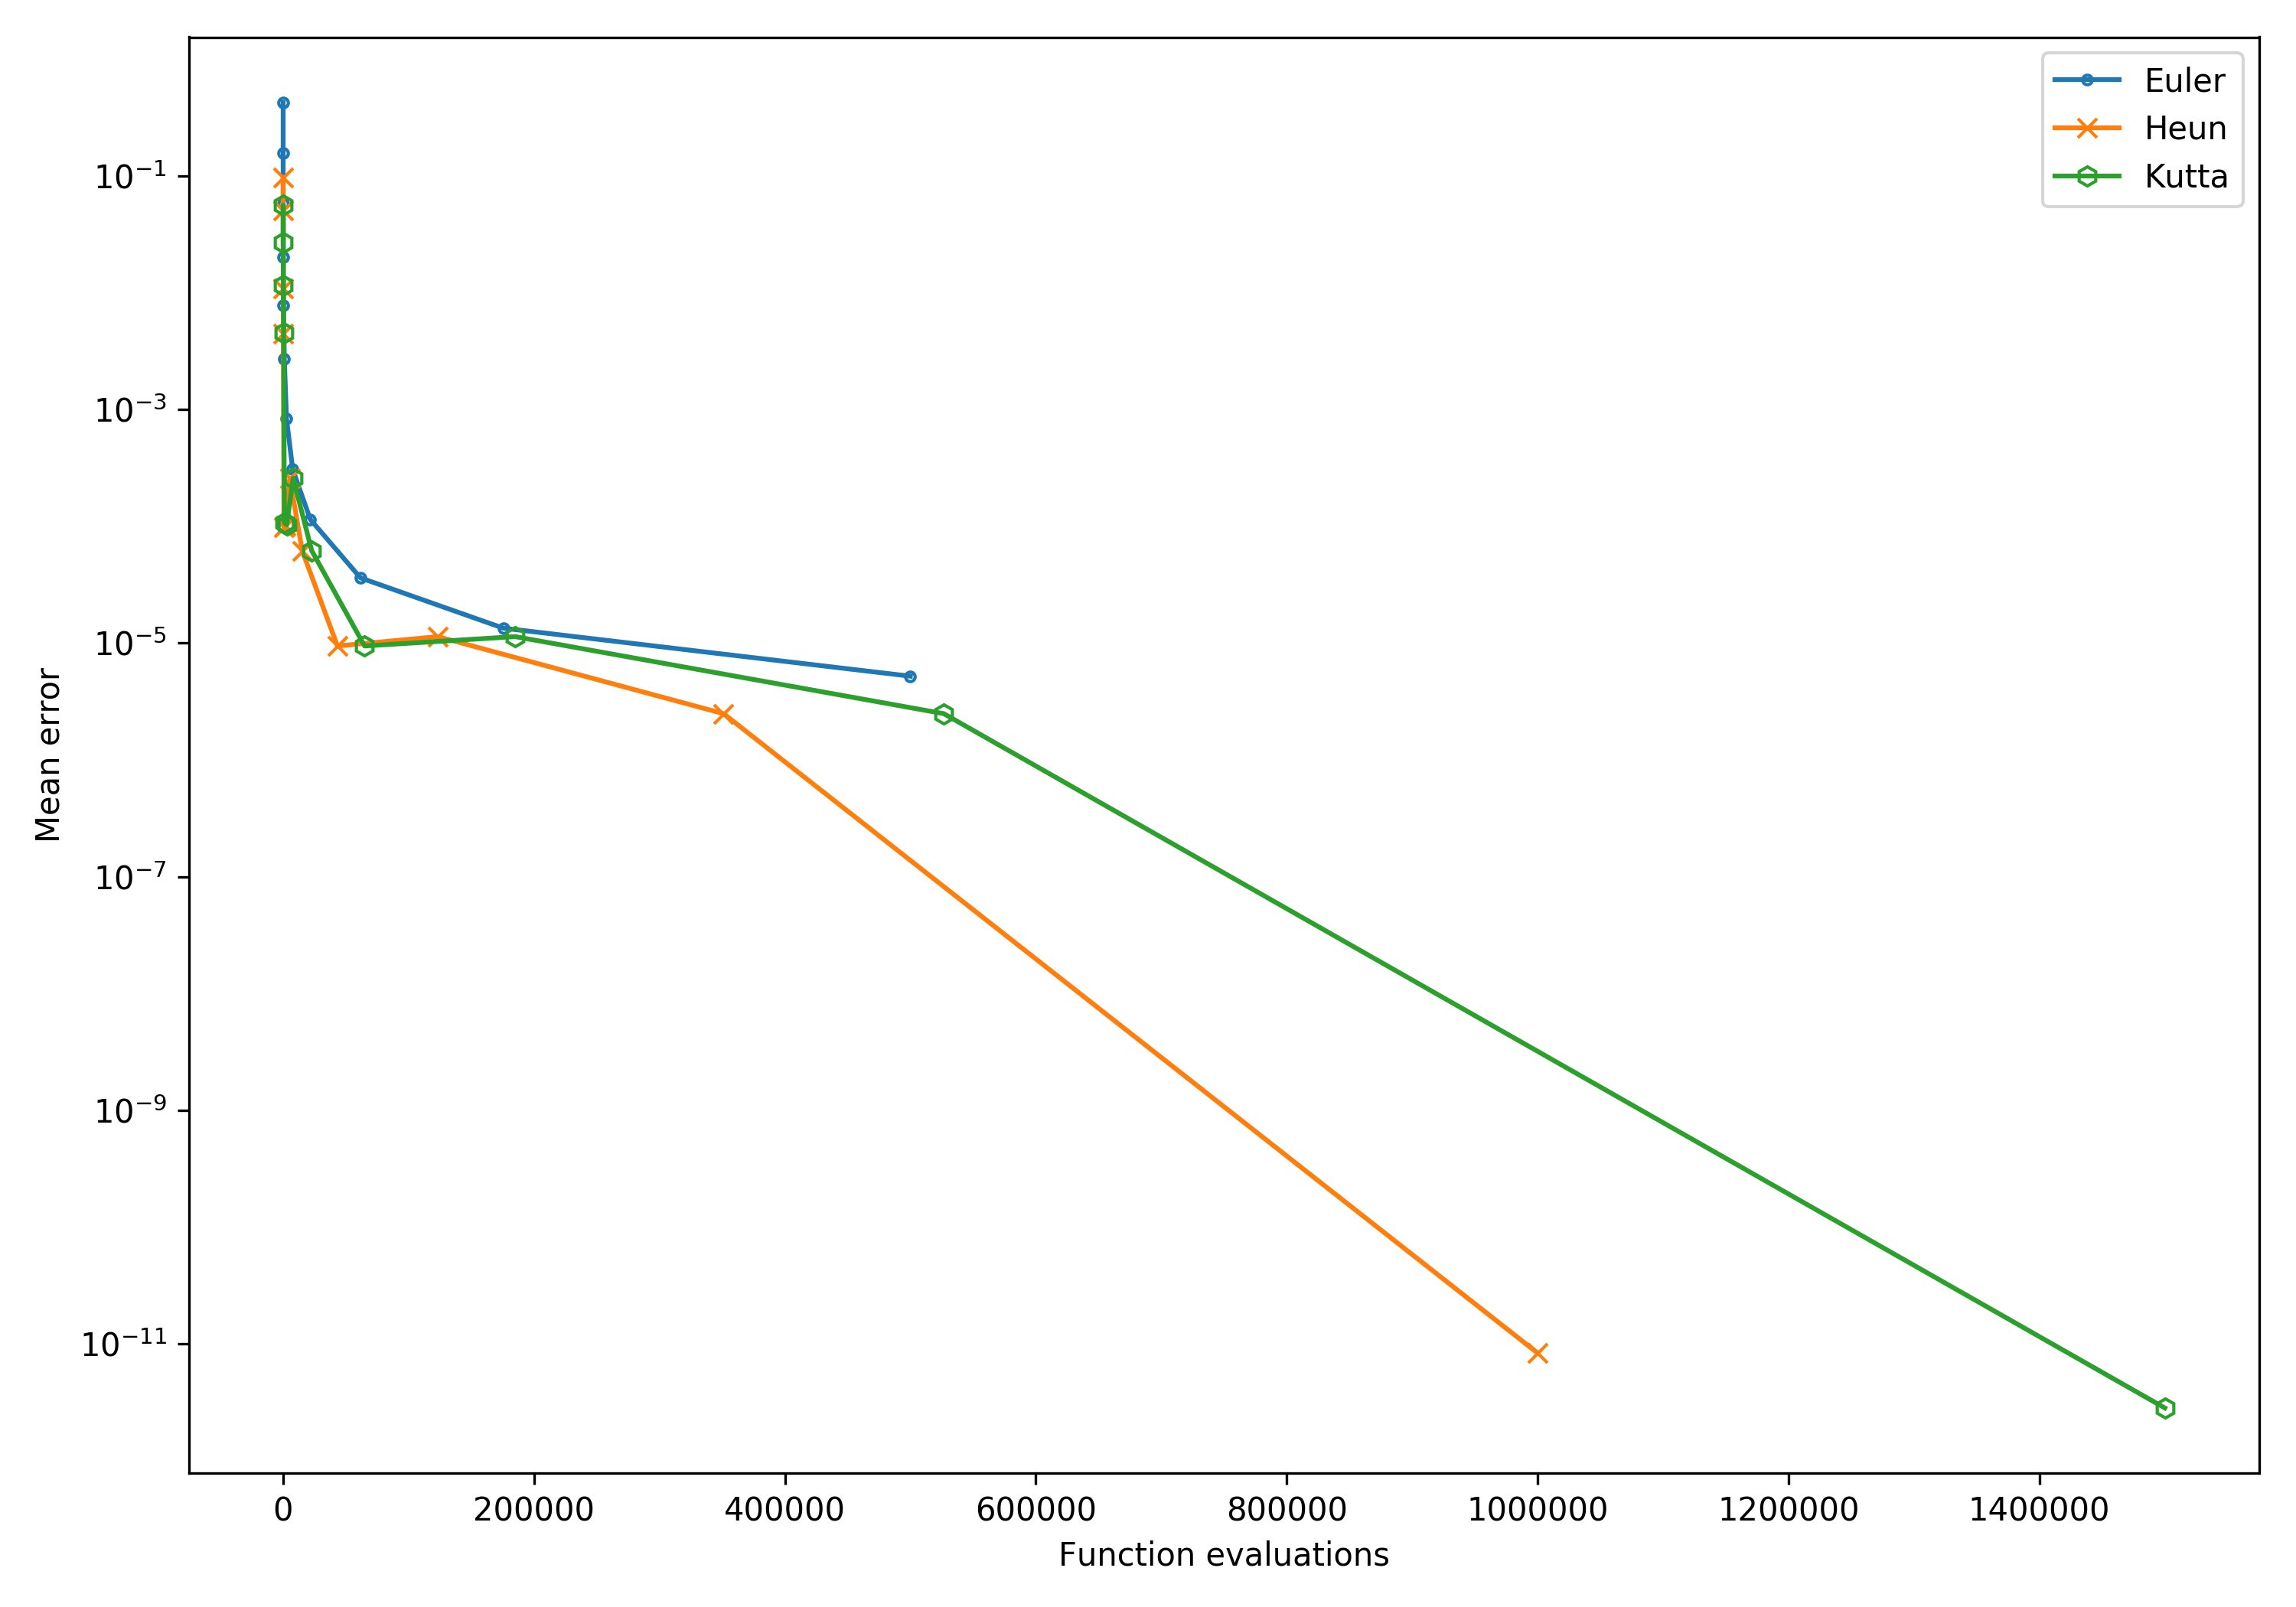 Euler
Heun
Kutta
10⁻¹
10⁻³
10⁻⁵
10⁻⁷
10⁻⁹
10⁻¹¹
Mean error
0 200000 400000 600000 800000 1000000 1200000 1400000
Function evaluations